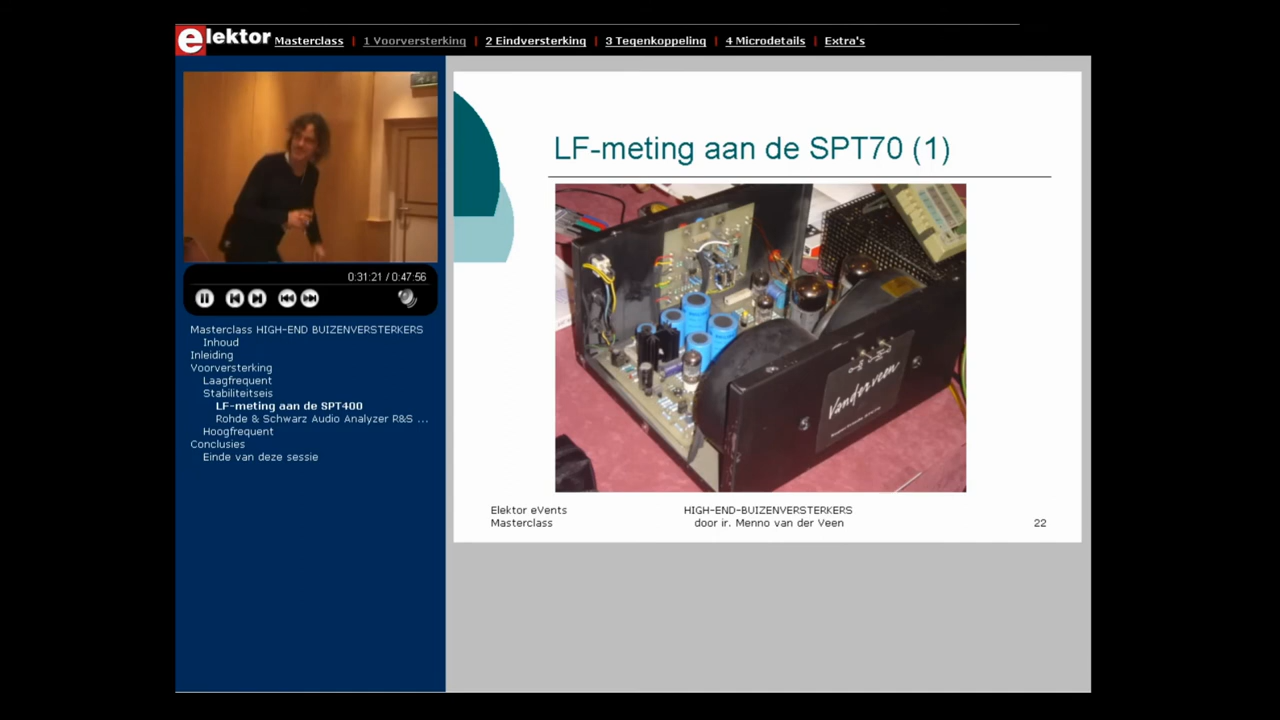 elektor Masterclass | 1 Voorversterking | 2 Eindversterking | 3 Tegenkoppeling | 4 Microdetails | Extra's
0:31:21 / 0:47:56
Masterclass HIGH-END BUIZENVERSTERKERS
Inhoud
Inleiding
Voorversterking
Laagfrequent
Stabiliteitseis
LF-meting aan de SPT400
Rohde & Schwarz Audio Analyzer R&S ...
Hoogfrequent
Conclusies
Einde van deze sessie
LF-meting aan de SPT70 (1)
Vanderveen
Elektor eVents
Masterclass
HIGH-END-BUIZENVERSTERKERS
door ir. Menno van der Veen
22